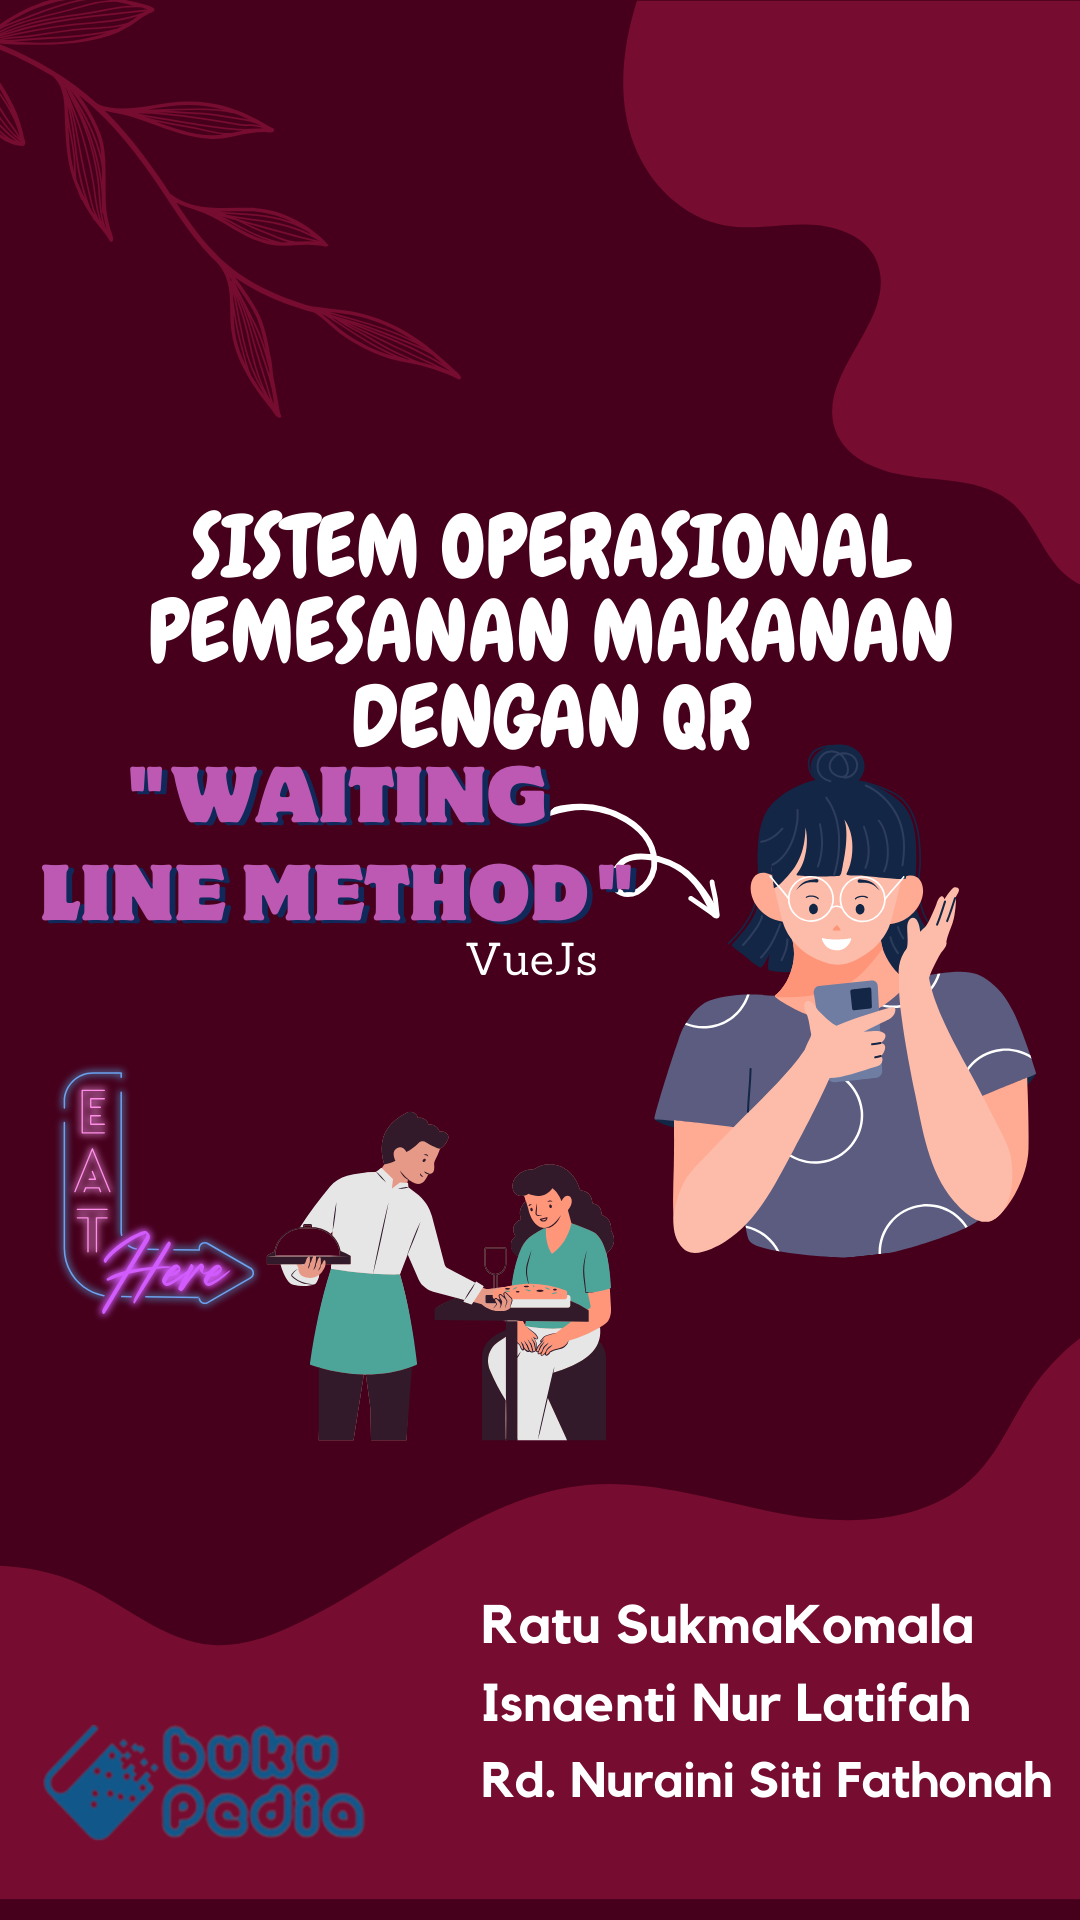 SISTEM OPERASIONAL
PEMESANAN MAKANAN
DENGAN QR
"WAITING
LINE METHOD"
VueJs
EAT
Here
Ratu SukmaKomala
Isnaenti Nur Latifah
Rd. Nuraini Siti Fathonah
buku
Pedia